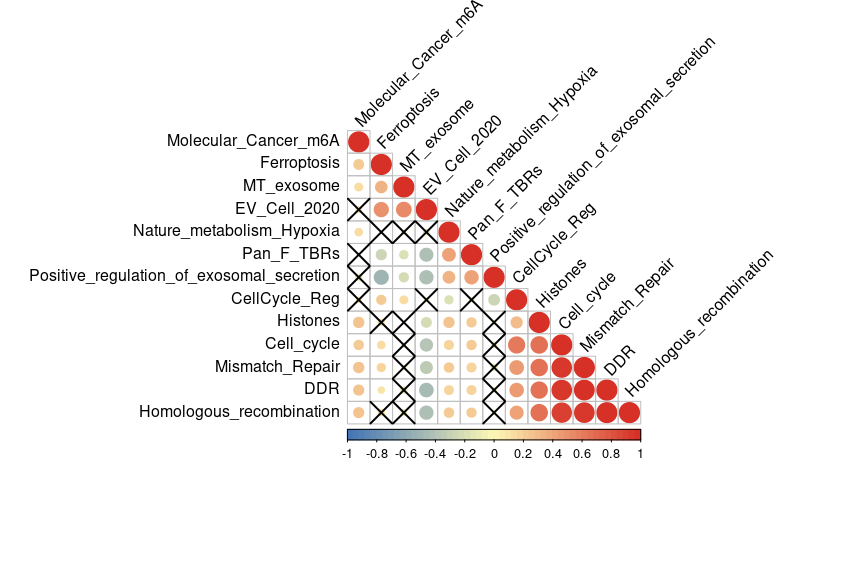 Molecular_Cancer_m6A
Ferroptosis
MT_exosome
EV_Cell_2020
Nature_metabolism_Hypoxia
Pan_F_TBRs
Positive_regulation_of_exosomal_secretion
CellCycle_Reg
Histones
Cell_cycle
Mismatch_Repair
DDR
Homologous_recombination
Molecular_Cancer_m6A
Ferroptosis
MT_exosome
EV_Cell_2020
Nature_metabolism_Hypoxia
Pan_F_TBRs
Positive_regulation_of_exosomal_secretion
CellCycle_Reg
Histones
Cell_cycle
Mismatch_Repair
DDR
Homologous_recombination
-1 -0.8 -0.6 -0.4 -0.2 0 0.2 0.4 0.6 0.8 1